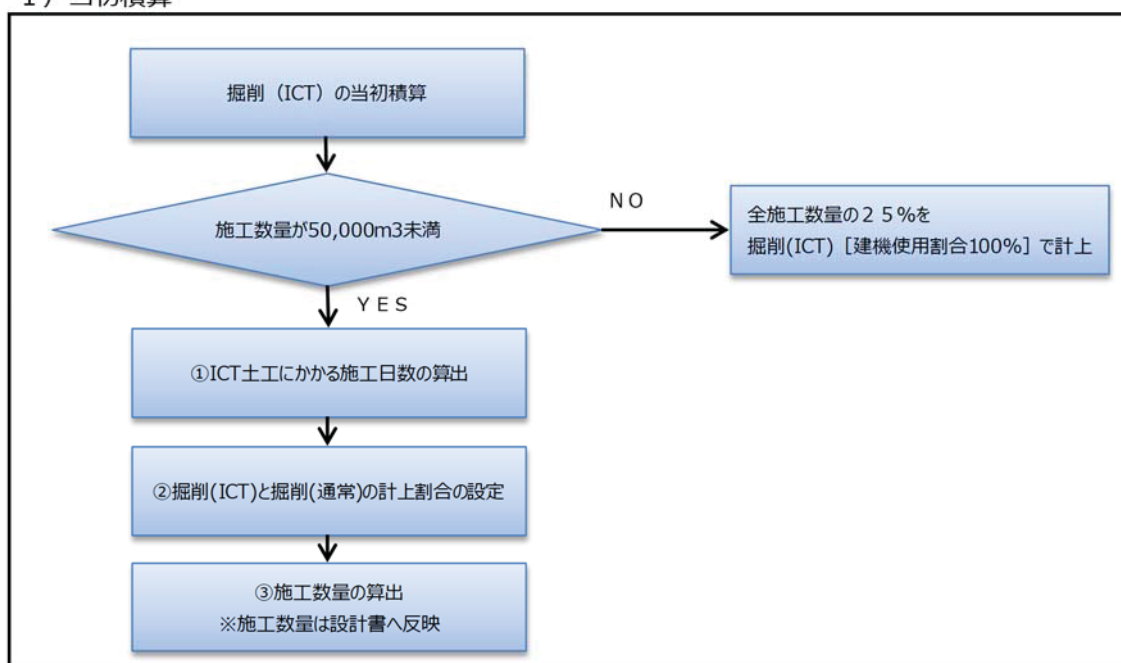 1）当初積算
掘削（ICT）の当初積算
施工数量が50,000m3未満
ＮＯ
全施工数量の２５％を
掘削(ICT)［建機使用割合100%］で計上
ＹＥＳ
①ICT土工にかかる施工日数の算出
②掘削(ICT)と掘削(通常)の計上割合の設定
③施工数量の算出
※施工数量は設計書へ反映